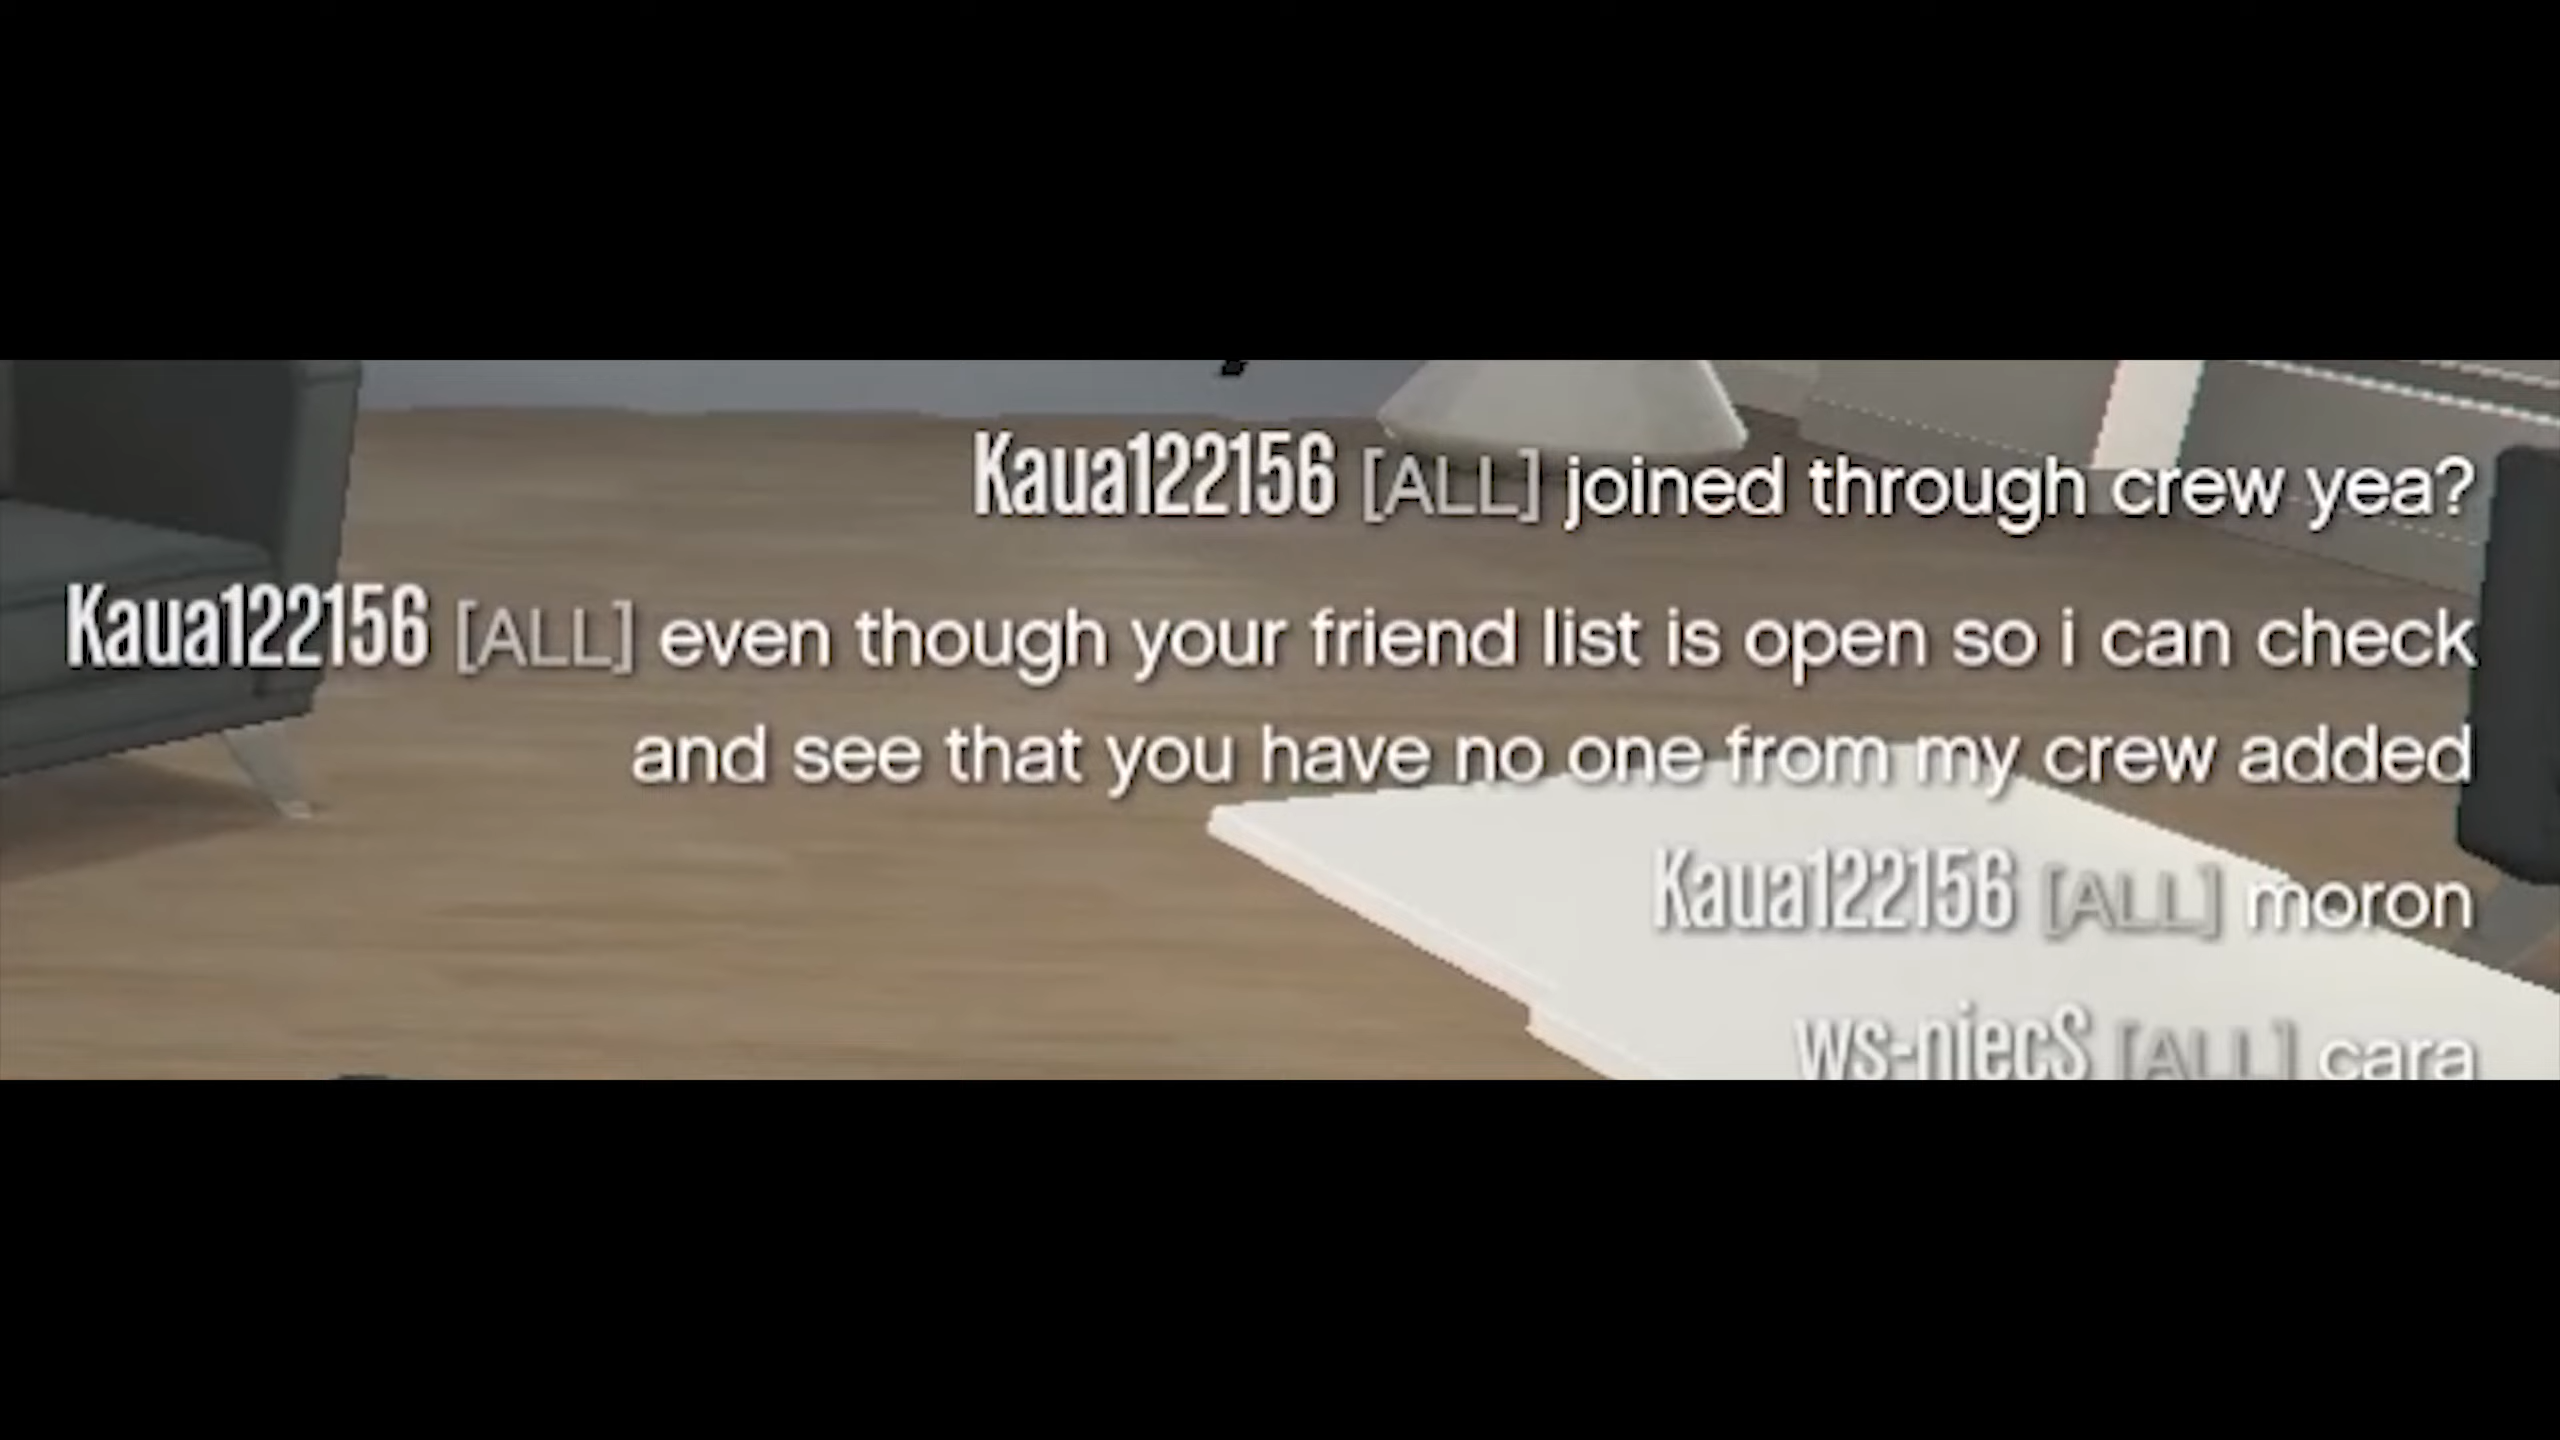 Kaua122156 [ALL] joined through crew yea?
Kaua122156 [ALL] even though your friend list is open so i can check
and see that you have no one from my crew added
Kaua122156 [ALL] moron
ws-niecS [ALL] cara